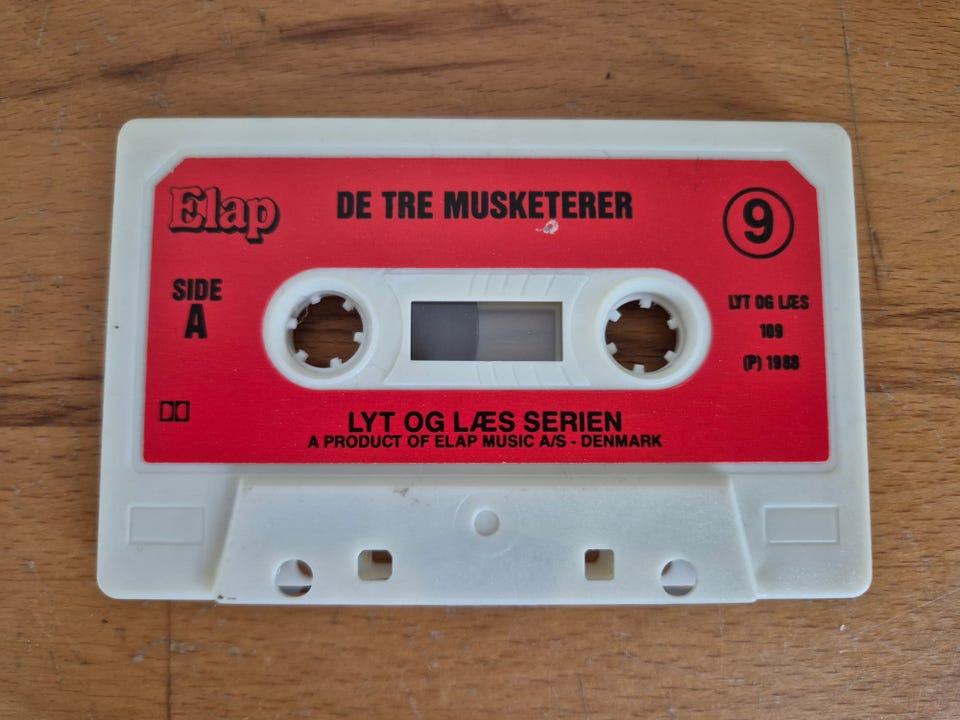 Elap
DE TRE MUSKETERER
9
SIDE
A
LYT OG LÆS
109
(P) 1988
LYT OG LÆS SERIEN
A PRODUCT OF ELAP MUSIC A/S - DENMARK